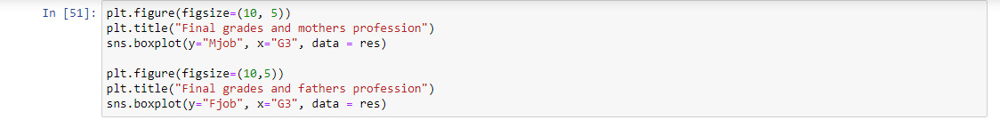 In [51]: plt.figure(figsize=(10, 5))
plt.title("Final grades and mothers profession")
sns.boxplot(y="Mjob", x="G3", data = res)

plt.figure(figsize=(10,5))
plt.title("Final grades and fathers profession")
sns.boxplot(y="Fjob", x="G3", data = res)